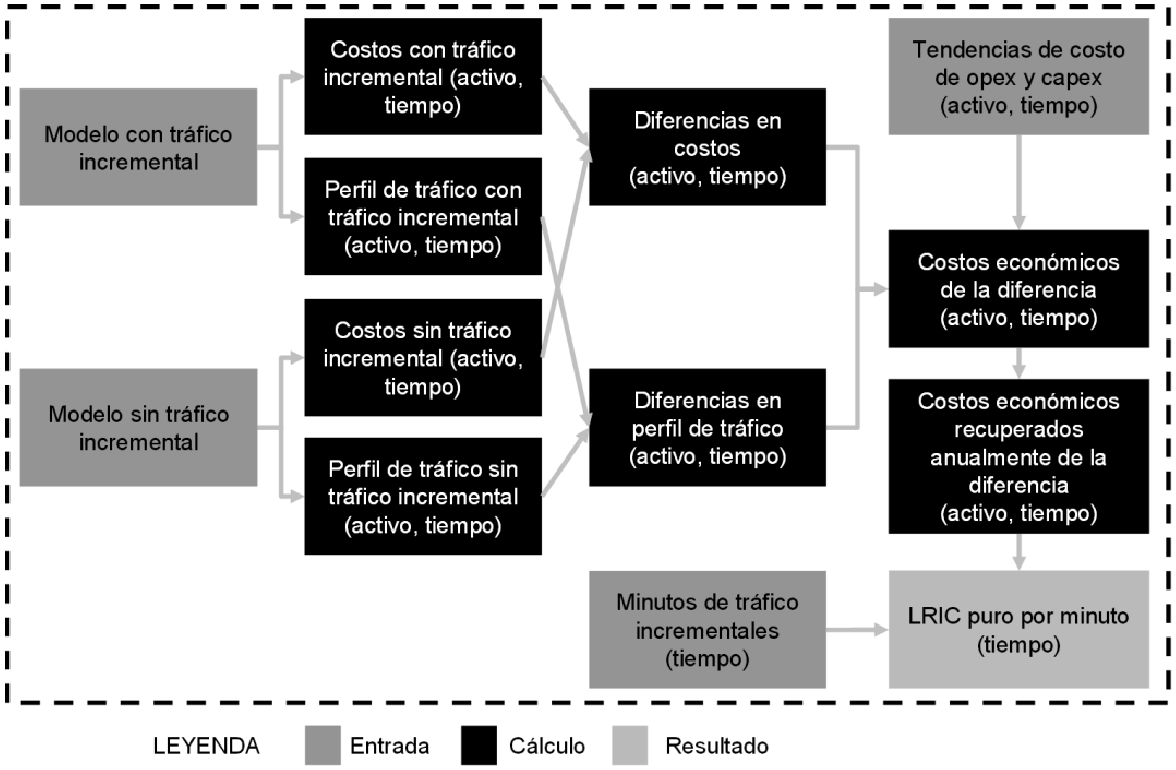 Modelo con tráfico
incremental
Modelo sin tráfico
incremental
Costos con tráfico
incremental (activo,
tiempo)
Perfil de tráfico con
tráfico incremental
(activo, tiempo)
Costos sin tráfico
incremental (activo,
tiempo)
Perfil de tráfico sin
tráfico incremental
(activo, tiempo)
Diferencias en
costos
(activo, tiempo)
Diferencias en
perfil de tráfico
(activo, tiempo)
Minutos de tráfico
incrementales
(tiempo)
Tendencias de costo
de opex y capex
(activo, tiempo)
Costos económicos
de la diferencia
(activo, tiempo)
Costos económicos
recuperados
anualmente de la
diferencia
(activo, tiempo)
LRIC puro por minuto
(tiempo)
LEYENDA
Entrada
Cálculo
Resultado